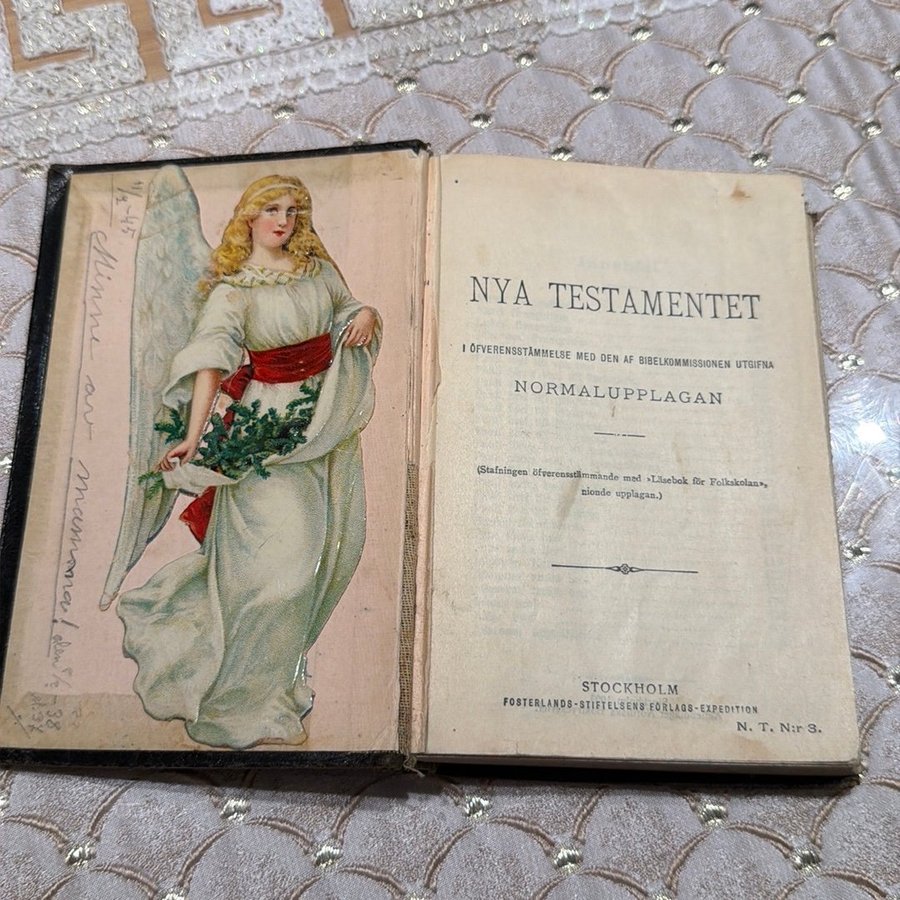 Minne av mamma!
NYA TESTAMENTET
I ÖFVERENSSTÄMMELSE MED DEN AF BIBELKOMMISSIONEN UTGIFNA
NORMALUPPLAGAN
(Stafningen öfverensstämmande med »Läsebok för Folkskolan»,
nionde upplagan.)
STOCKHOLM
FOSTERLANDS-STIFTELSENS FÖRLAGS-EXPEDITION
N. T. N:r 3.